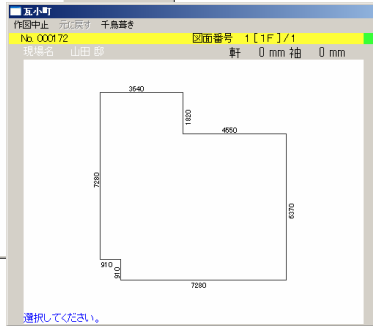 瓦小町
作図中止 元に戻す 千鳥葺き
No. 000172 図面番号 1 [ 1F ] / 1
現場名 山田 邸 軒 0 mm 袖 0 mm
3640
1820
4550
7280
6370
910
910
7280
選択してください。